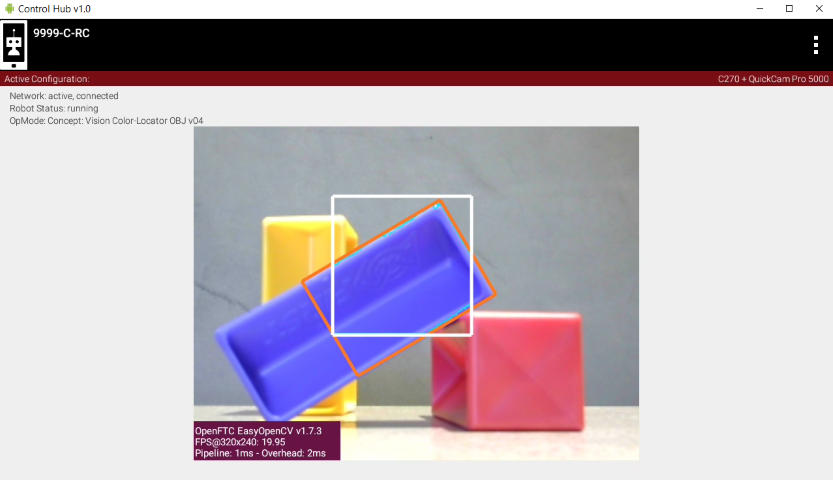 Control Hub v1.0
9999-C-RC
Active Configuration:
C270 + QuickCam Pro 5000
Network: active, connected
Robot Status: running
OpMode: Concept: Vision Color-Locator OBJ v04
OpenFTC EasyOpenCV v1.7.3
FPS@320x240: 19.95
Pipeline: 1ms - Overhead: 2ms